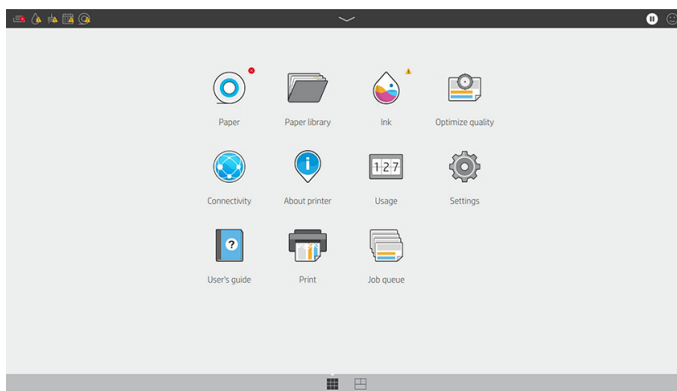 Paper
Paper library
Ink
Optimize quality
Connectivity
About printer
127
Usage
Settings
User's guide
Print
Job queue